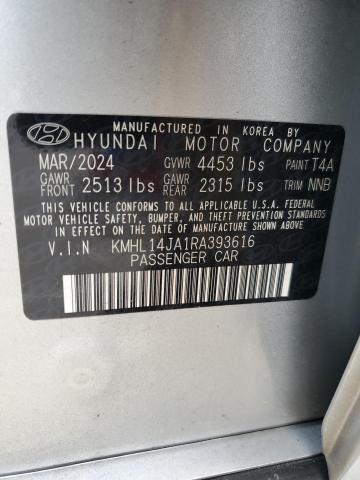 MANUFACTURED IN KOREA BY
HYUNDAI MOTOR COMPANY
MAR/2024 GVWR 4453 lbs PAINT T4A
GAWR FRONT 2513 lbs GAWR REAR 2315 lbs TRIM NNB
THIS VEHICLE CONFORMS TO ALL APPLICABLE U.S.A. FEDERAL
MOTOR VEHICLE SAFETY, BUMPER, AND THEFT PREVENTION STANDARDS
IN EFFECT ON THE DATE OF MANUFACTURE SHOWN ABOVE.
V.I.N KMHL14JA1RA393616
PASSENGER CAR